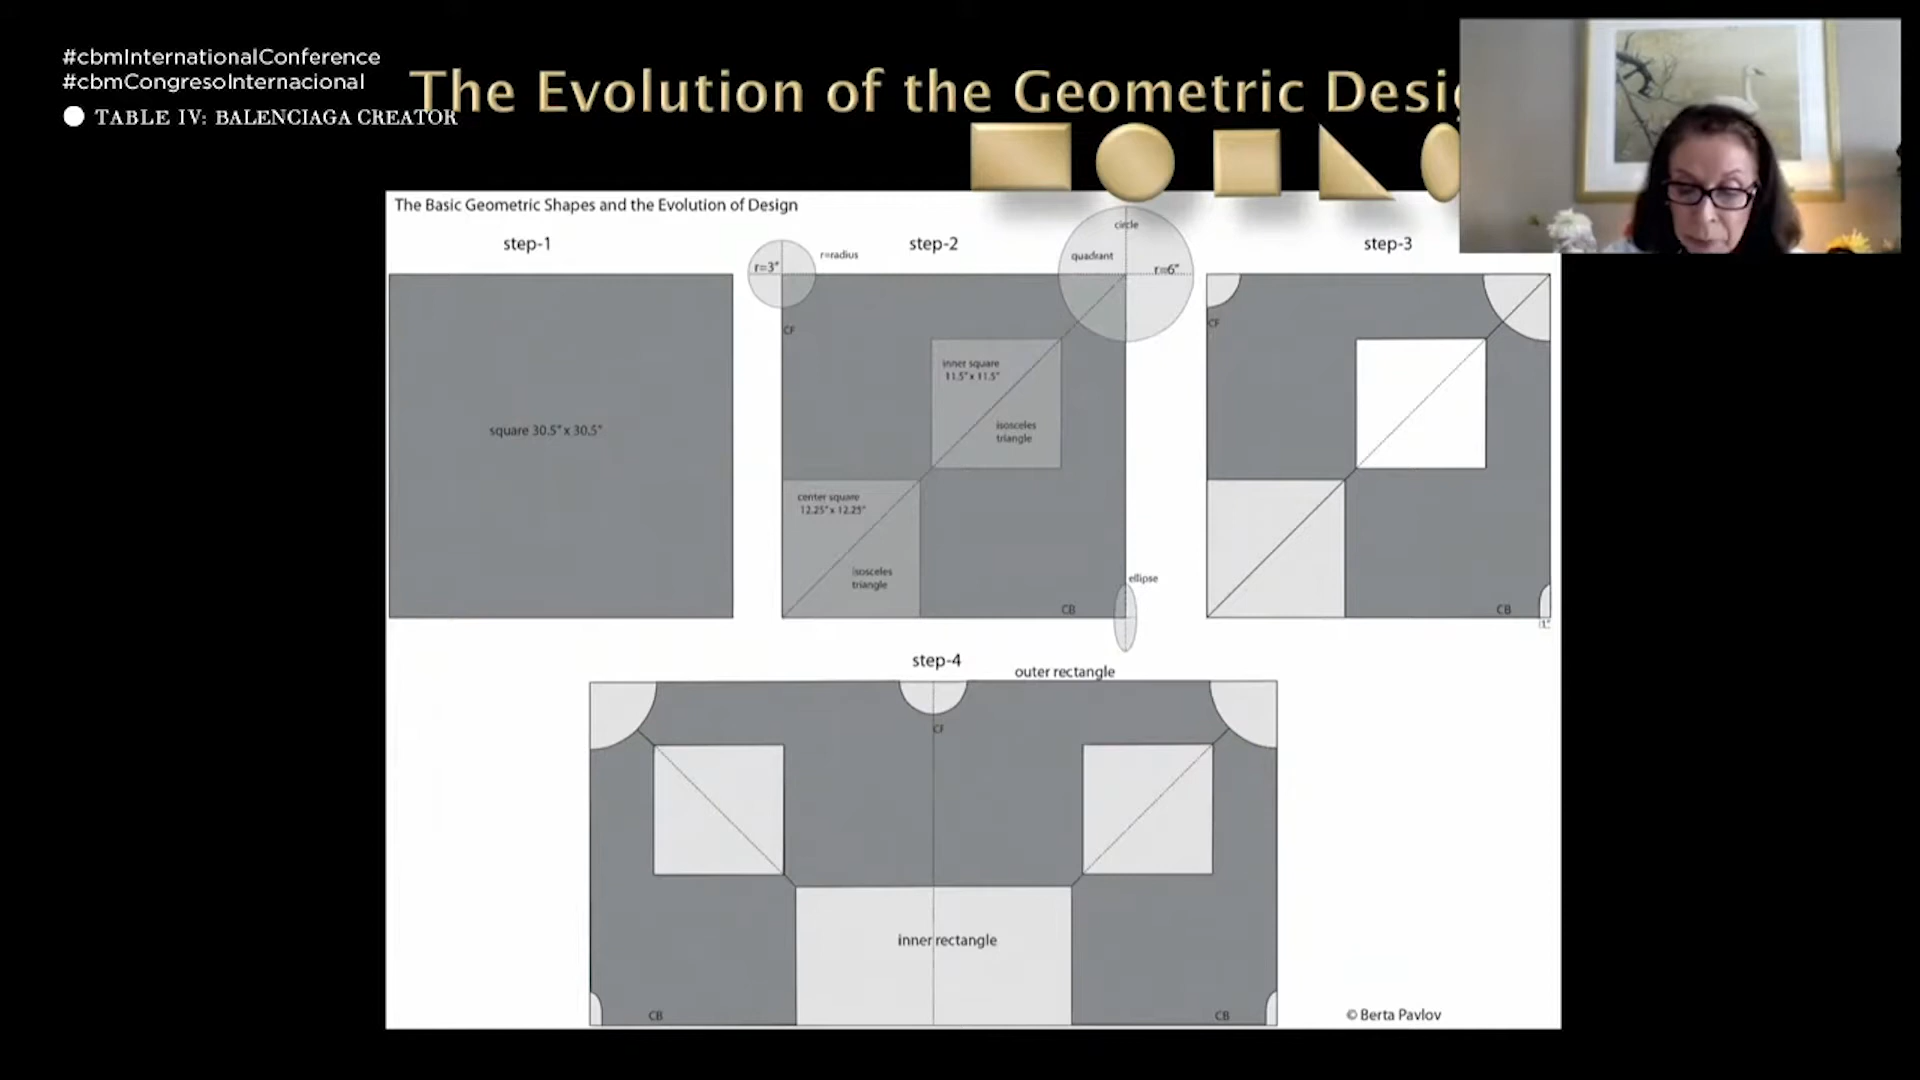 #cbmInternationalConference
#cbmCongresoInternacional
TABLE IV: BALENCIAGA CREATOR
The Evolution of the Geometric Desig
The Basic Geometric Shapes and the Evolution of Design
step-1
square 30.5" x 30.5"
step-2
r=3"
r=radius
circle
quadrant
r=6"
CF
inner square
11.5" x 11.5"
isosceles
triangle
center square
12.25" x 12.25"
isosceles
triangle
ellipse
CB
step-3
CF
CB
1"
step-4
outer rectangle
CF
inner rectangle
CB
CB
© Berta Pavlov